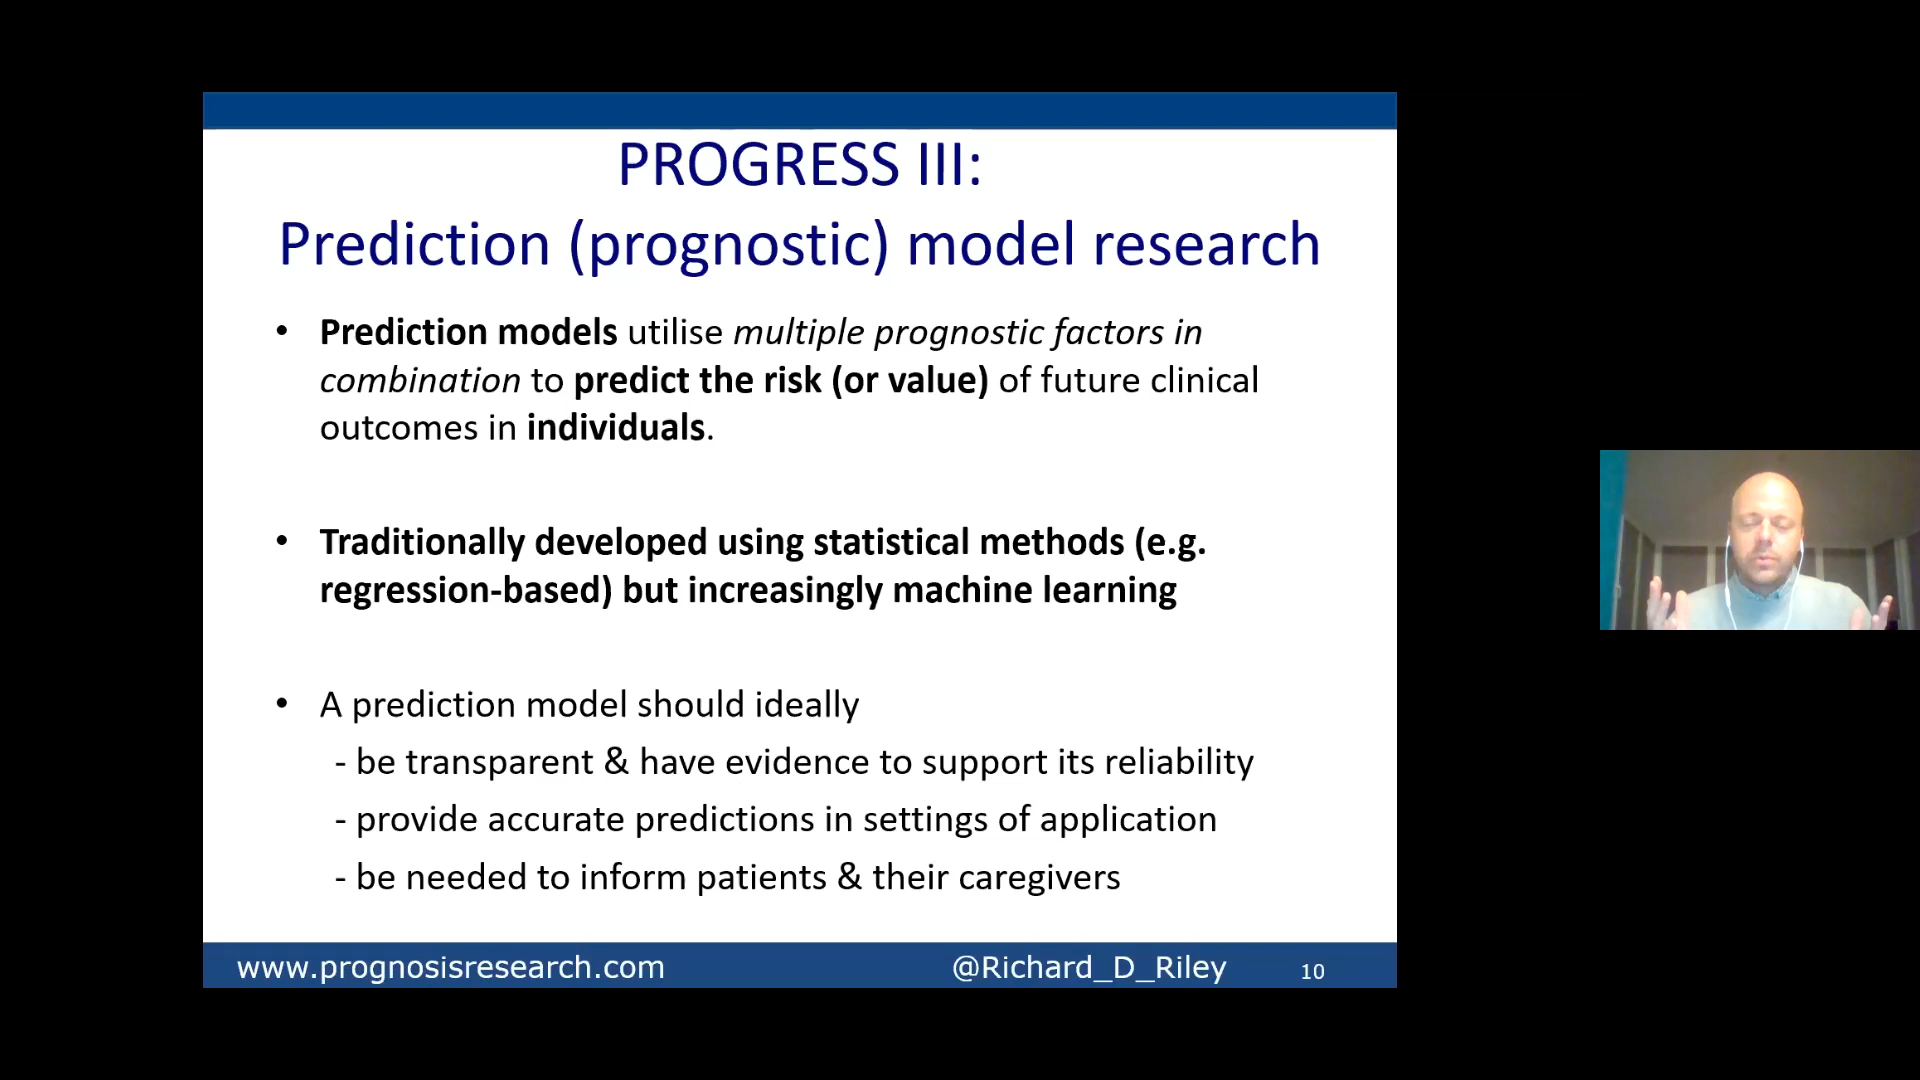 PROGRESS III:
Prediction (prognostic) model research
• Prediction models utilise multiple prognostic factors in
combination to predict the risk (or value) of future clinical
outcomes in individuals.
• Traditionally developed using statistical methods (e.g.
regression-based) but increasingly machine learning
• A prediction model should ideally
- be transparent & have evidence to support its reliability
- provide accurate predictions in settings of application
- be needed to inform patients & their caregivers
www.prognosisresearch.com @Richard_D_Riley 10